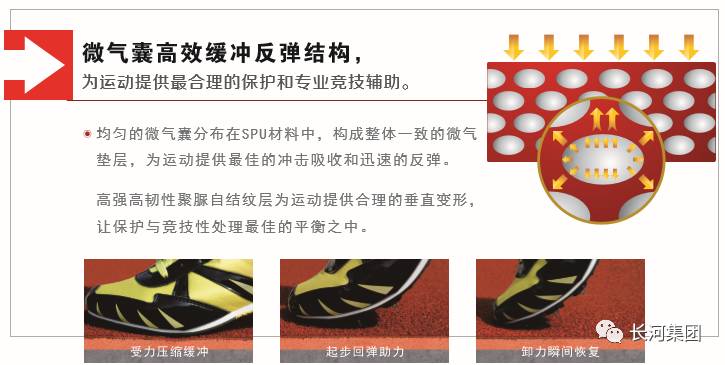 微气囊高效缓冲反弹结构，
为运动提供最合理的保护和专业竞技辅助。
均匀的微气囊分布在SPU材料中，构成整体一致的微气
垫层，为运动提供最佳的冲击吸收和迅速的反弹。
高强高韧性聚脲自结纹层为运动提供合理的垂直变形，
让保护与竞技性处理最佳的平衡之中。
受力压缩缓冲
起步回弹助力
卸力瞬间恢复
长河集团